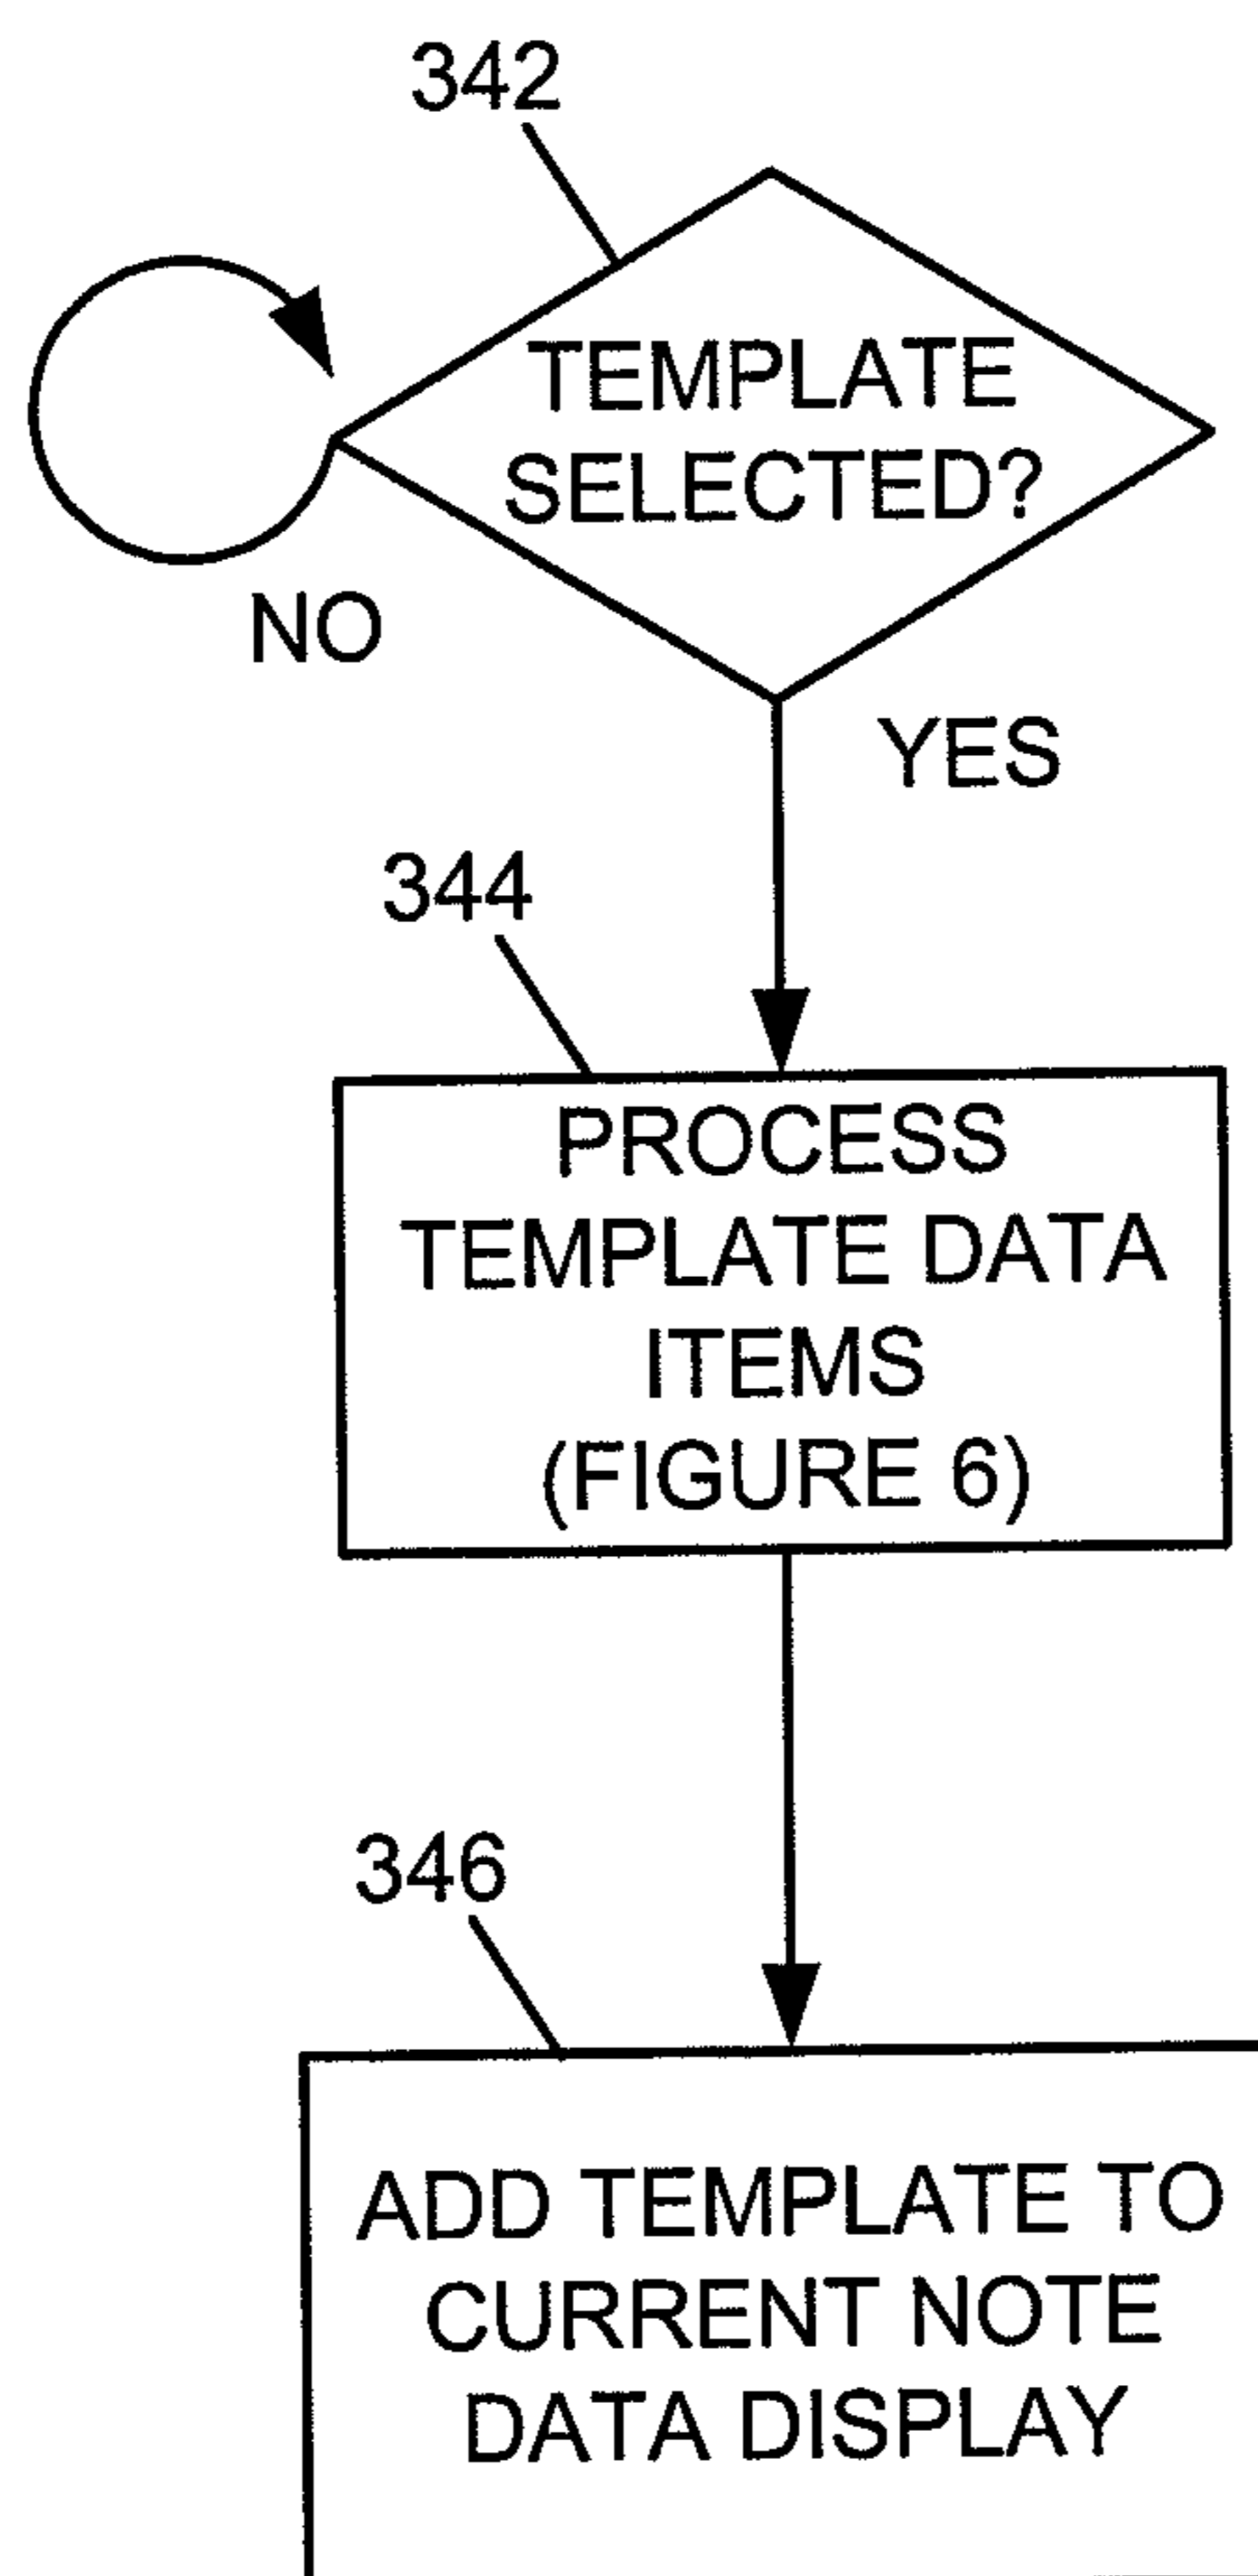 342
TEMPLATE
SELECTED?
NO
YES
344
PROCESS
TEMPLATE DATA
ITEMS
(FIGURE 6)
346
ADD TEMPLATE TO
CURRENT NOTE
DATA DISPLAY